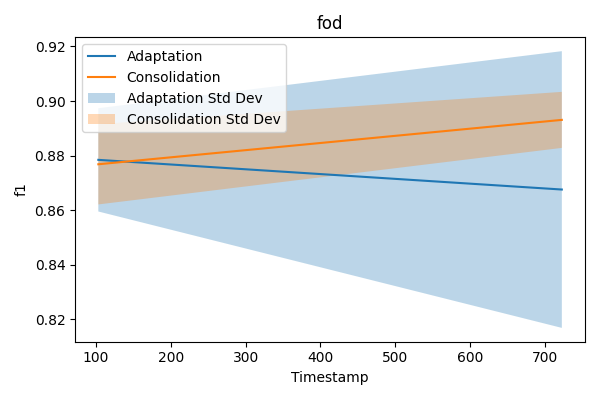 fod
Adaptation
Consolidation
Adaptation Std Dev
Consolidation Std Dev
f1
0.92
0.90
0.88
0.86
0.84
0.82
100 200 300 400 500 600 700
Timestamp